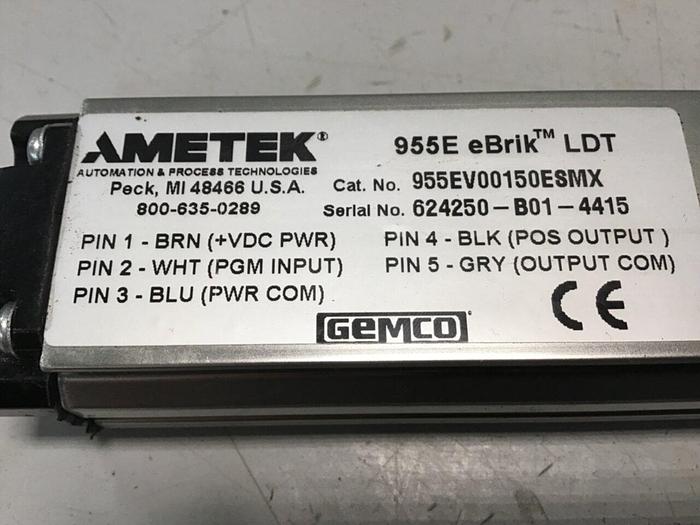 AMETEK®
AUTOMATION & PROCESS TECHNOLOGIES
Peck, MI 48466 U.S.A.
800-635-0289
955E eBrik™ LDT
Cat. No. 955EV00150ESMX
Serial No. 624250-B01-4415
PIN 1 - BRN (+VDC PWR)
PIN 2 - WHT (PGM INPUT)
PIN 3 - BLU (PWR COM)
PIN 4 - BLK (POS OUTPUT )
PIN 5 - GRY (OUTPUT COM)
GEMCO
CE